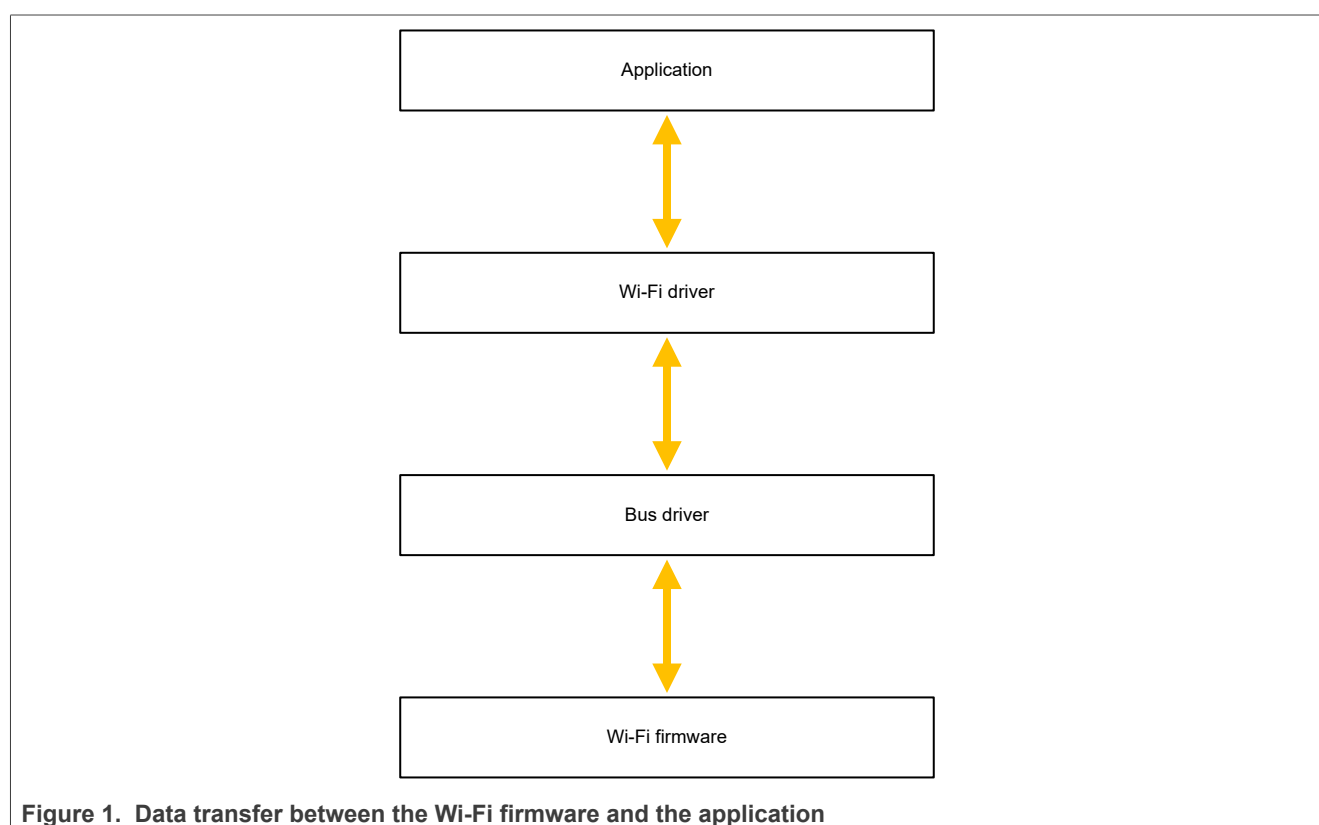 Application
Wi-Fi driver
Bus driver
Wi-Fi firmware
Figure 1. Data transfer between the Wi-Fi firmware and the application